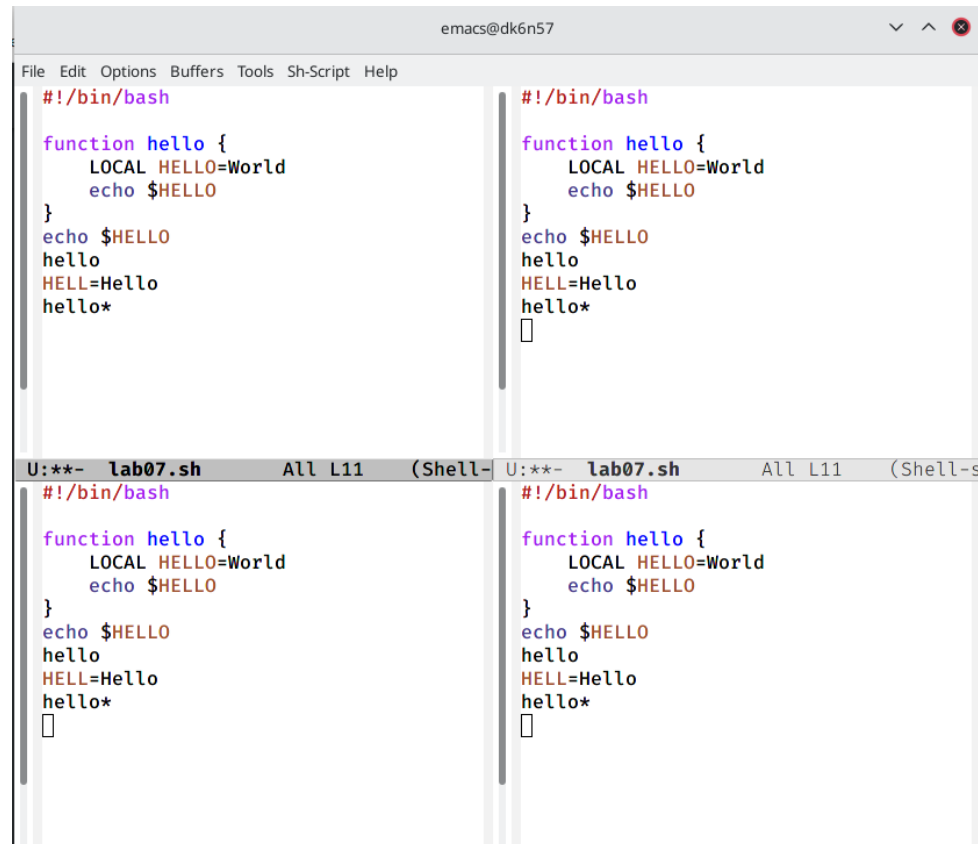 emacs@dk6n57
File Edit Options Buffers Tools Sh-Script Help
#!/bin/bash
function hello {
LOCAL HELLO=World
echo $HELLO
}
echo $HELLO
hello
HELL=Hello
hello*
U:**- lab07.sh All L11 (Shell-
#!/bin/bash
function hello {
LOCAL HELLO=World
echo $HELLO
}
echo $HELLO
hello
HELL=Hello
hello*
U:**- lab07.sh All L11 (Shell-s
#!/bin/bash
function hello {
LOCAL HELLO=World
echo $HELLO
}
echo $HELLO
hello
HELL=Hello
hello*
#!/bin/bash
function hello {
LOCAL HELLO=World
echo $HELLO
}
echo $HELLO
hello
HELL=Hello
hello*